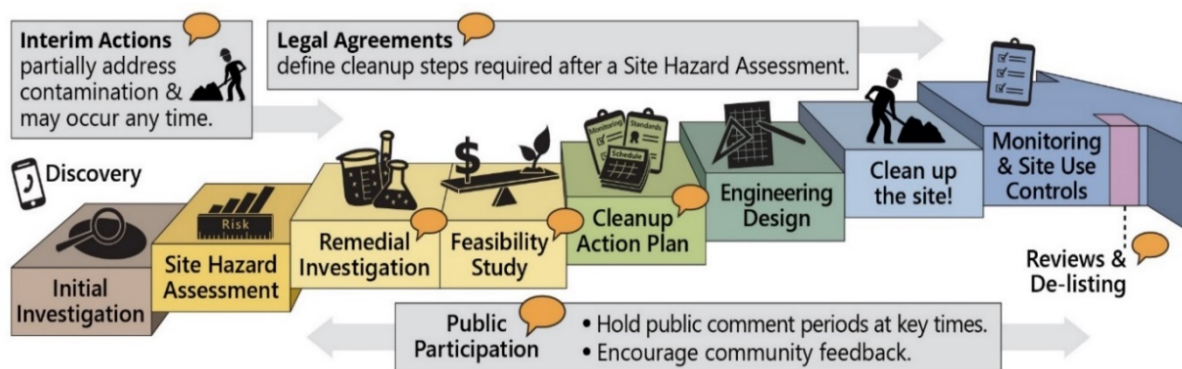 Interim Actions
partially address
contamination &
may occur any time.
Legal Agreements
define cleanup steps required after a Site Hazard Assessment.
Discovery
Initial
Investigation
Risk
Site Hazard
Assessment
Remedial
Investigation
$
Feasibility
Study
Monitoring
Standards
Schedule
Cleanup
Action Plan
Engineering
Design
Clean up
the site!
Monitoring
& Site Use
Controls
Reviews &
De-listing
Public
Participation
• Hold public comment periods at key times.
• Encourage community feedback.